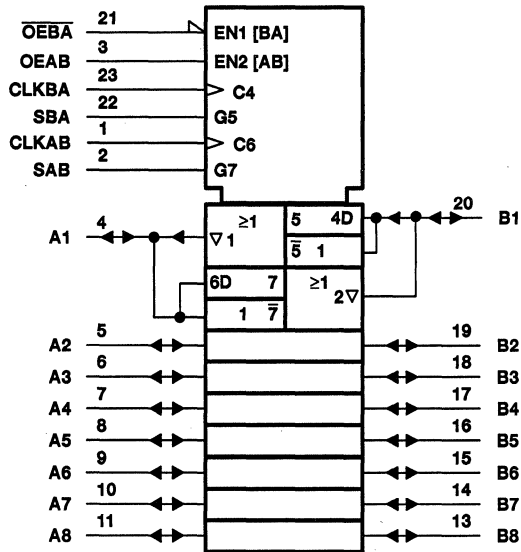 OEBA 21 EN1 [BA]
OEAB 3 EN2 [AB]
CLKBA 23 C4
SBA 22 G5
CLKAB 1 C6
SAB 2 G7
A1 4 ≥1 5 4D 20 B1
▽1 5̅ 1
6D 7 ≥1
1 7̅ 2▽
A2 5 19 B2
A3 6 18 B3
A4 7 17 B4
A5 8 16 B5
A6 9 15 B6
A7 10 14 B7
A8 11 13 B8